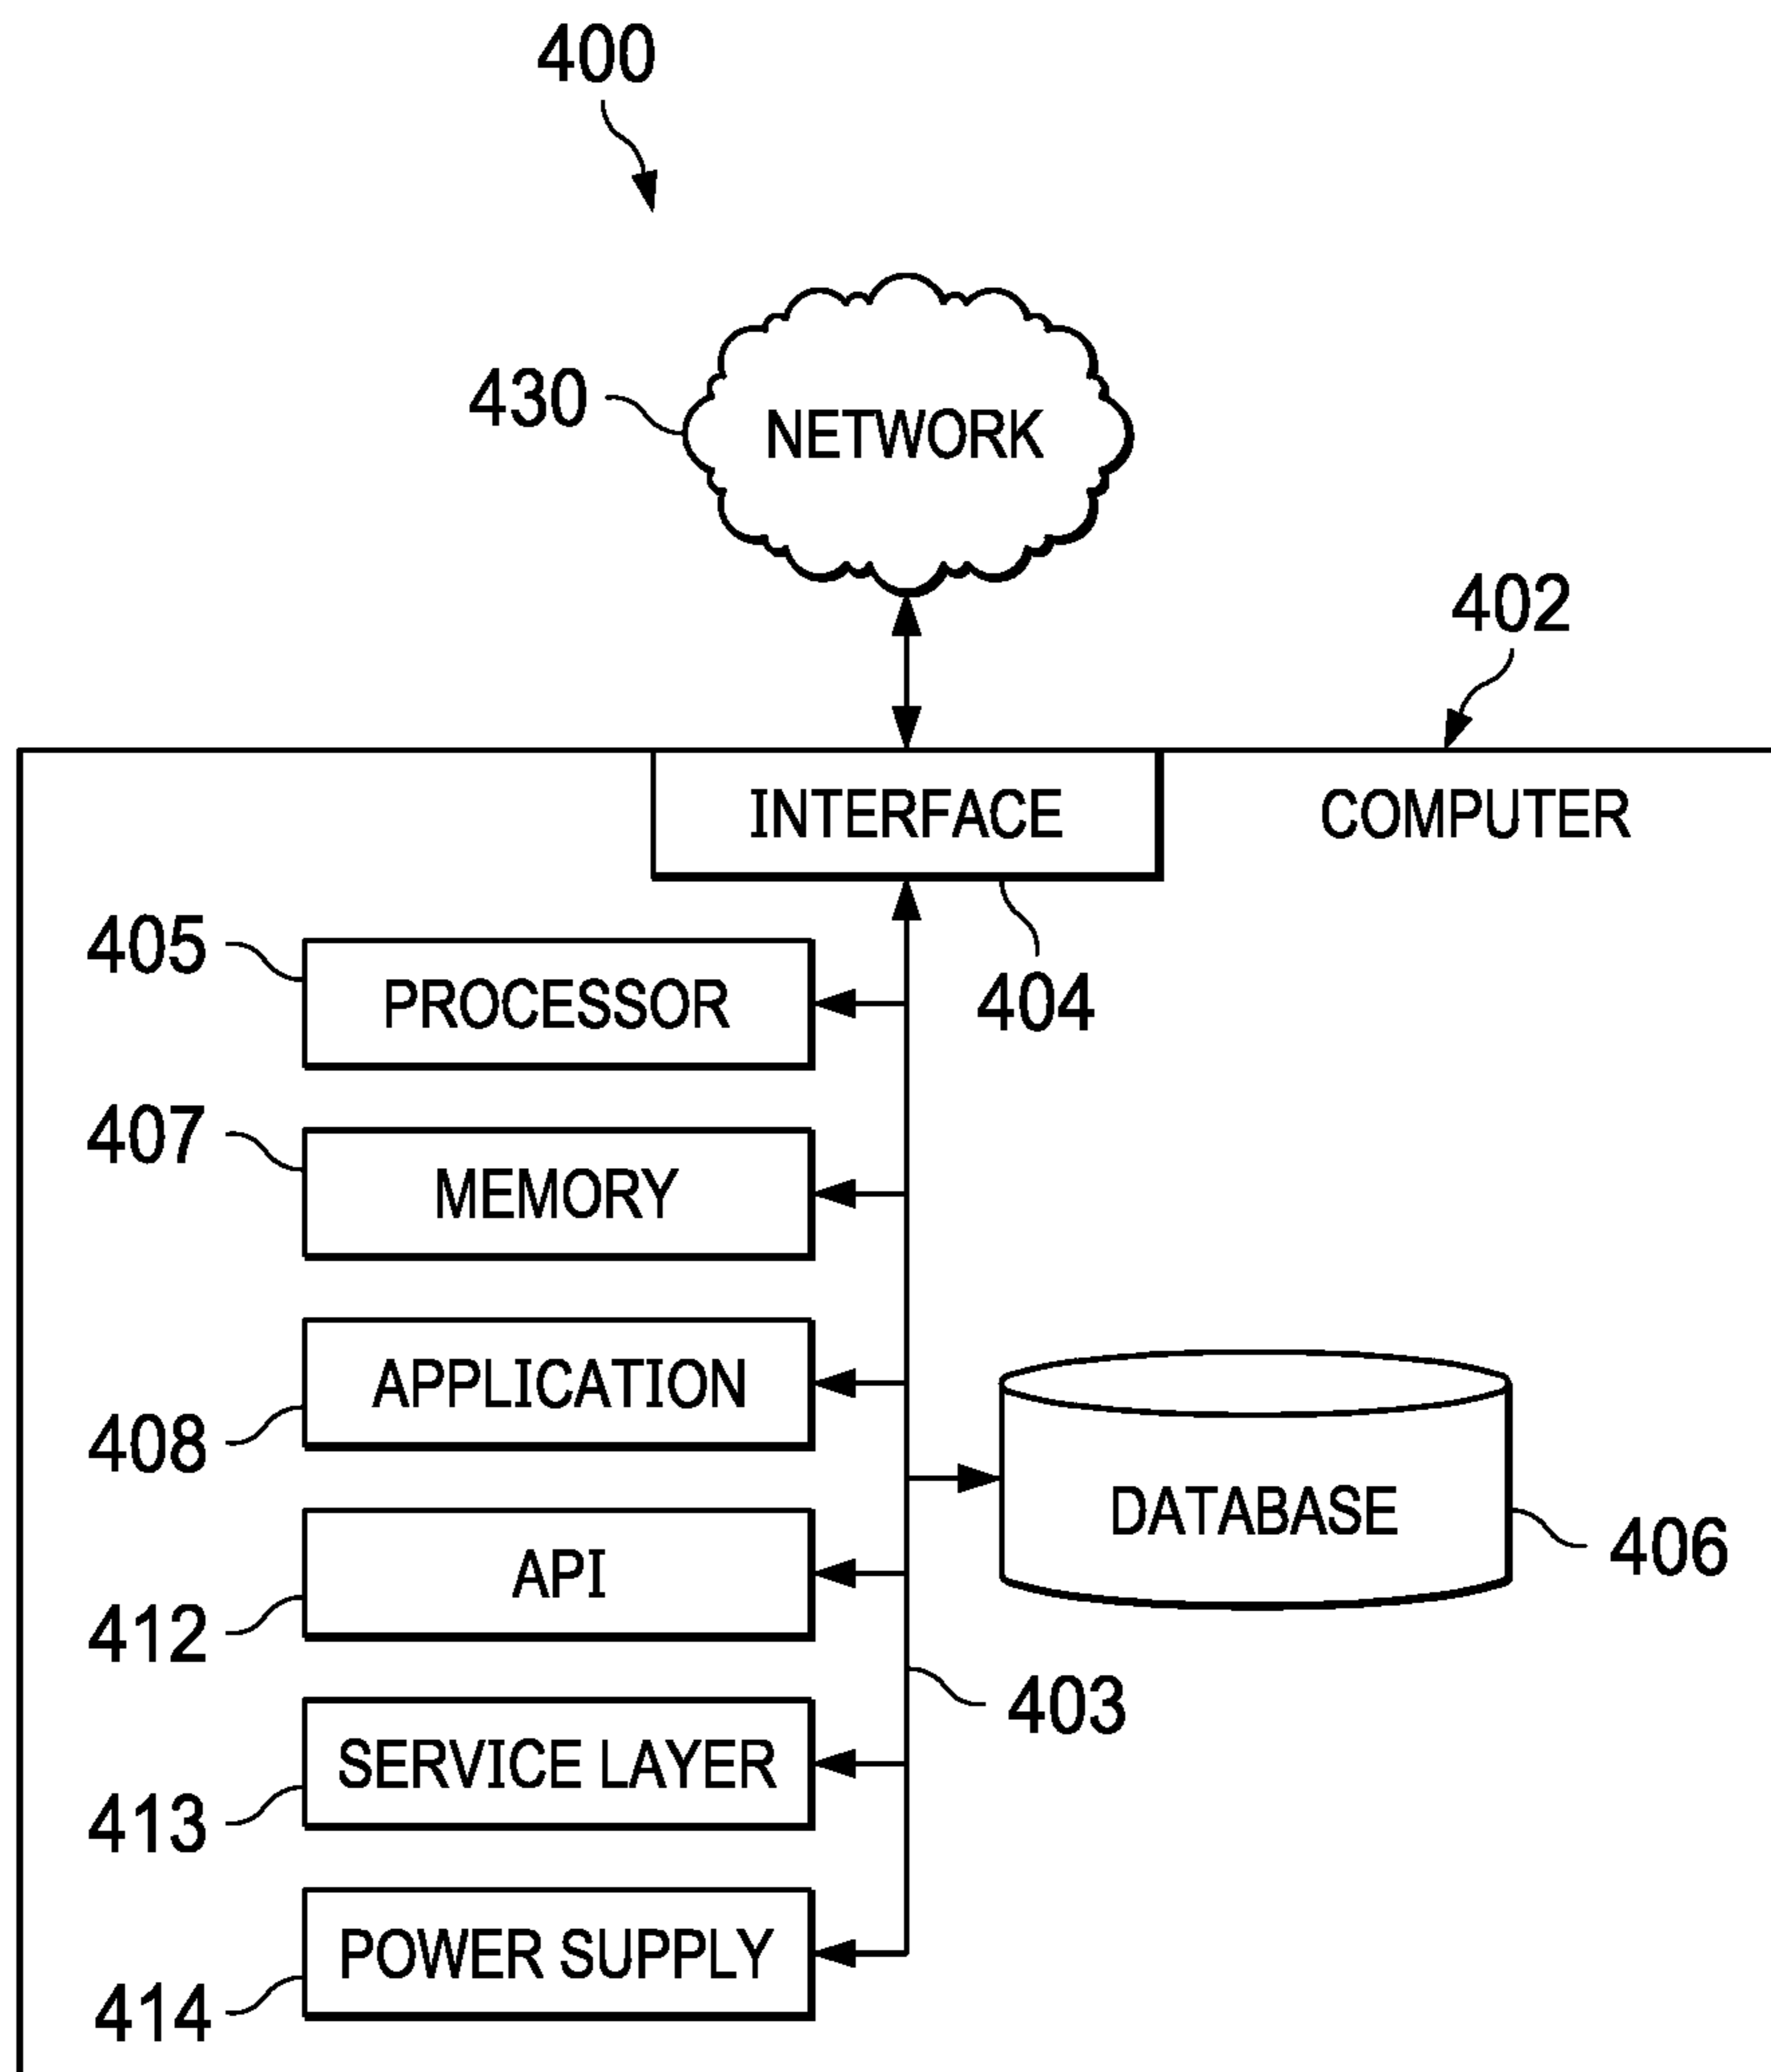 400
430
NETWORK
402
INTERFACE
COMPUTER
405
PROCESSOR
404
407
MEMORY
APPLICATION
408
DATABASE
406
API
412
403
SERVICE LAYER
413
POWER SUPPLY
414